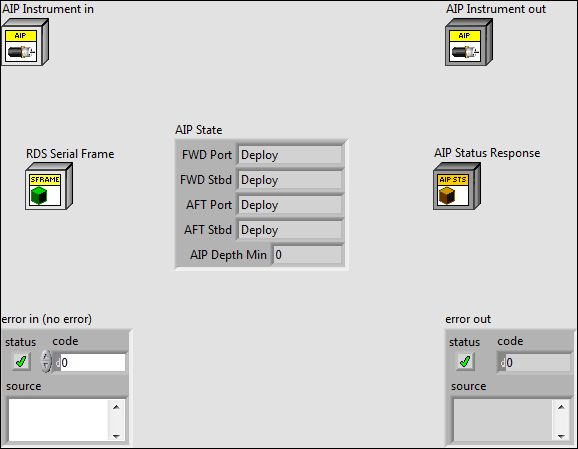 AIP Instrument in
AIP Instrument out
AIP
AIP
AIP State
RDS Serial Frame
AIP Status Response
FWD Port Deploy
SFRAME
AIP STS
FWD Stbd Deploy
AFT Port Deploy
AFT Stbd Deploy
AIP Depth Min 0
error in (no error)
error out
status code
status code
d0
d0
source
source